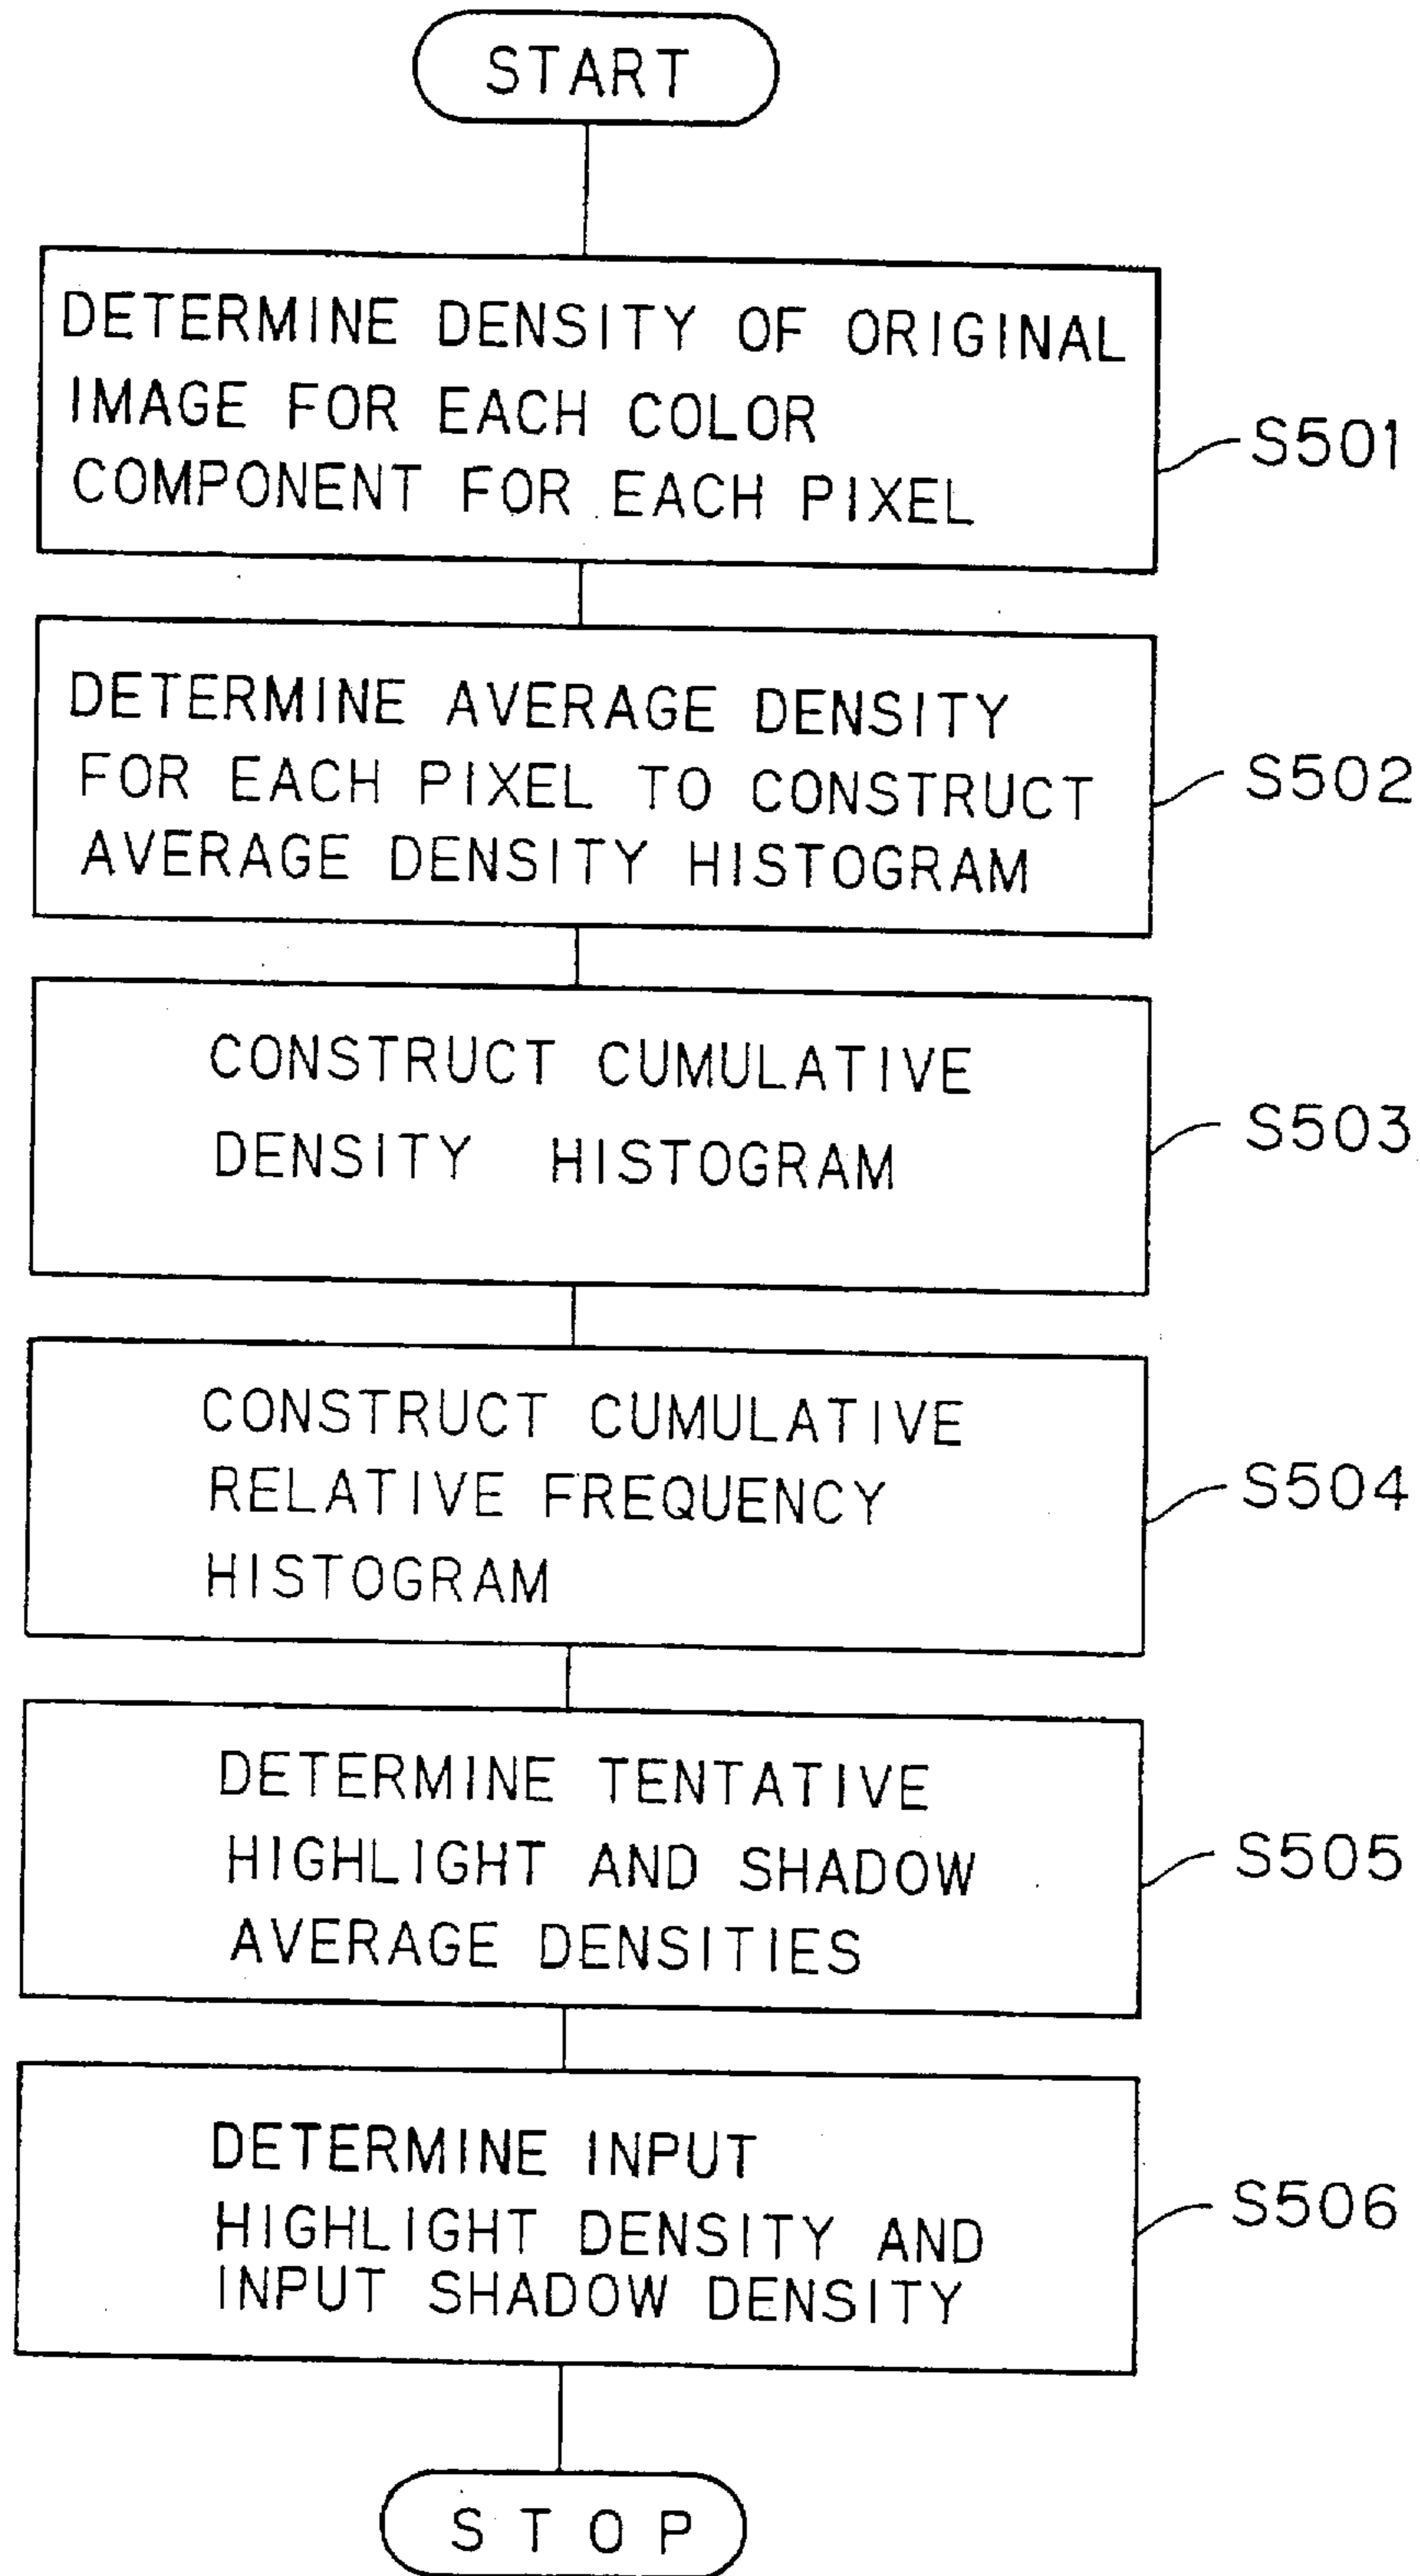 START
DETERMINE DENSITY OF ORIGINAL
IMAGE FOR EACH COLOR
COMPONENT FOR EACH PIXEL
S501
DETERMINE AVERAGE DENSITY
FOR EACH PIXEL TO CONSTRUCT
AVERAGE DENSITY HISTOGRAM
S502
CONSTRUCT CUMULATIVE
DENSITY HISTOGRAM
S503
CONSTRUCT CUMULATIVE
RELATIVE FREQUENCY
HISTOGRAM
S504
DETERMINE TENTATIVE
HIGHLIGHT AND SHADOW
AVERAGE DENSITIES
S505
DETERMINE INPUT
HIGHLIGHT DENSITY AND
INPUT SHADOW DENSITY
S506
STOP